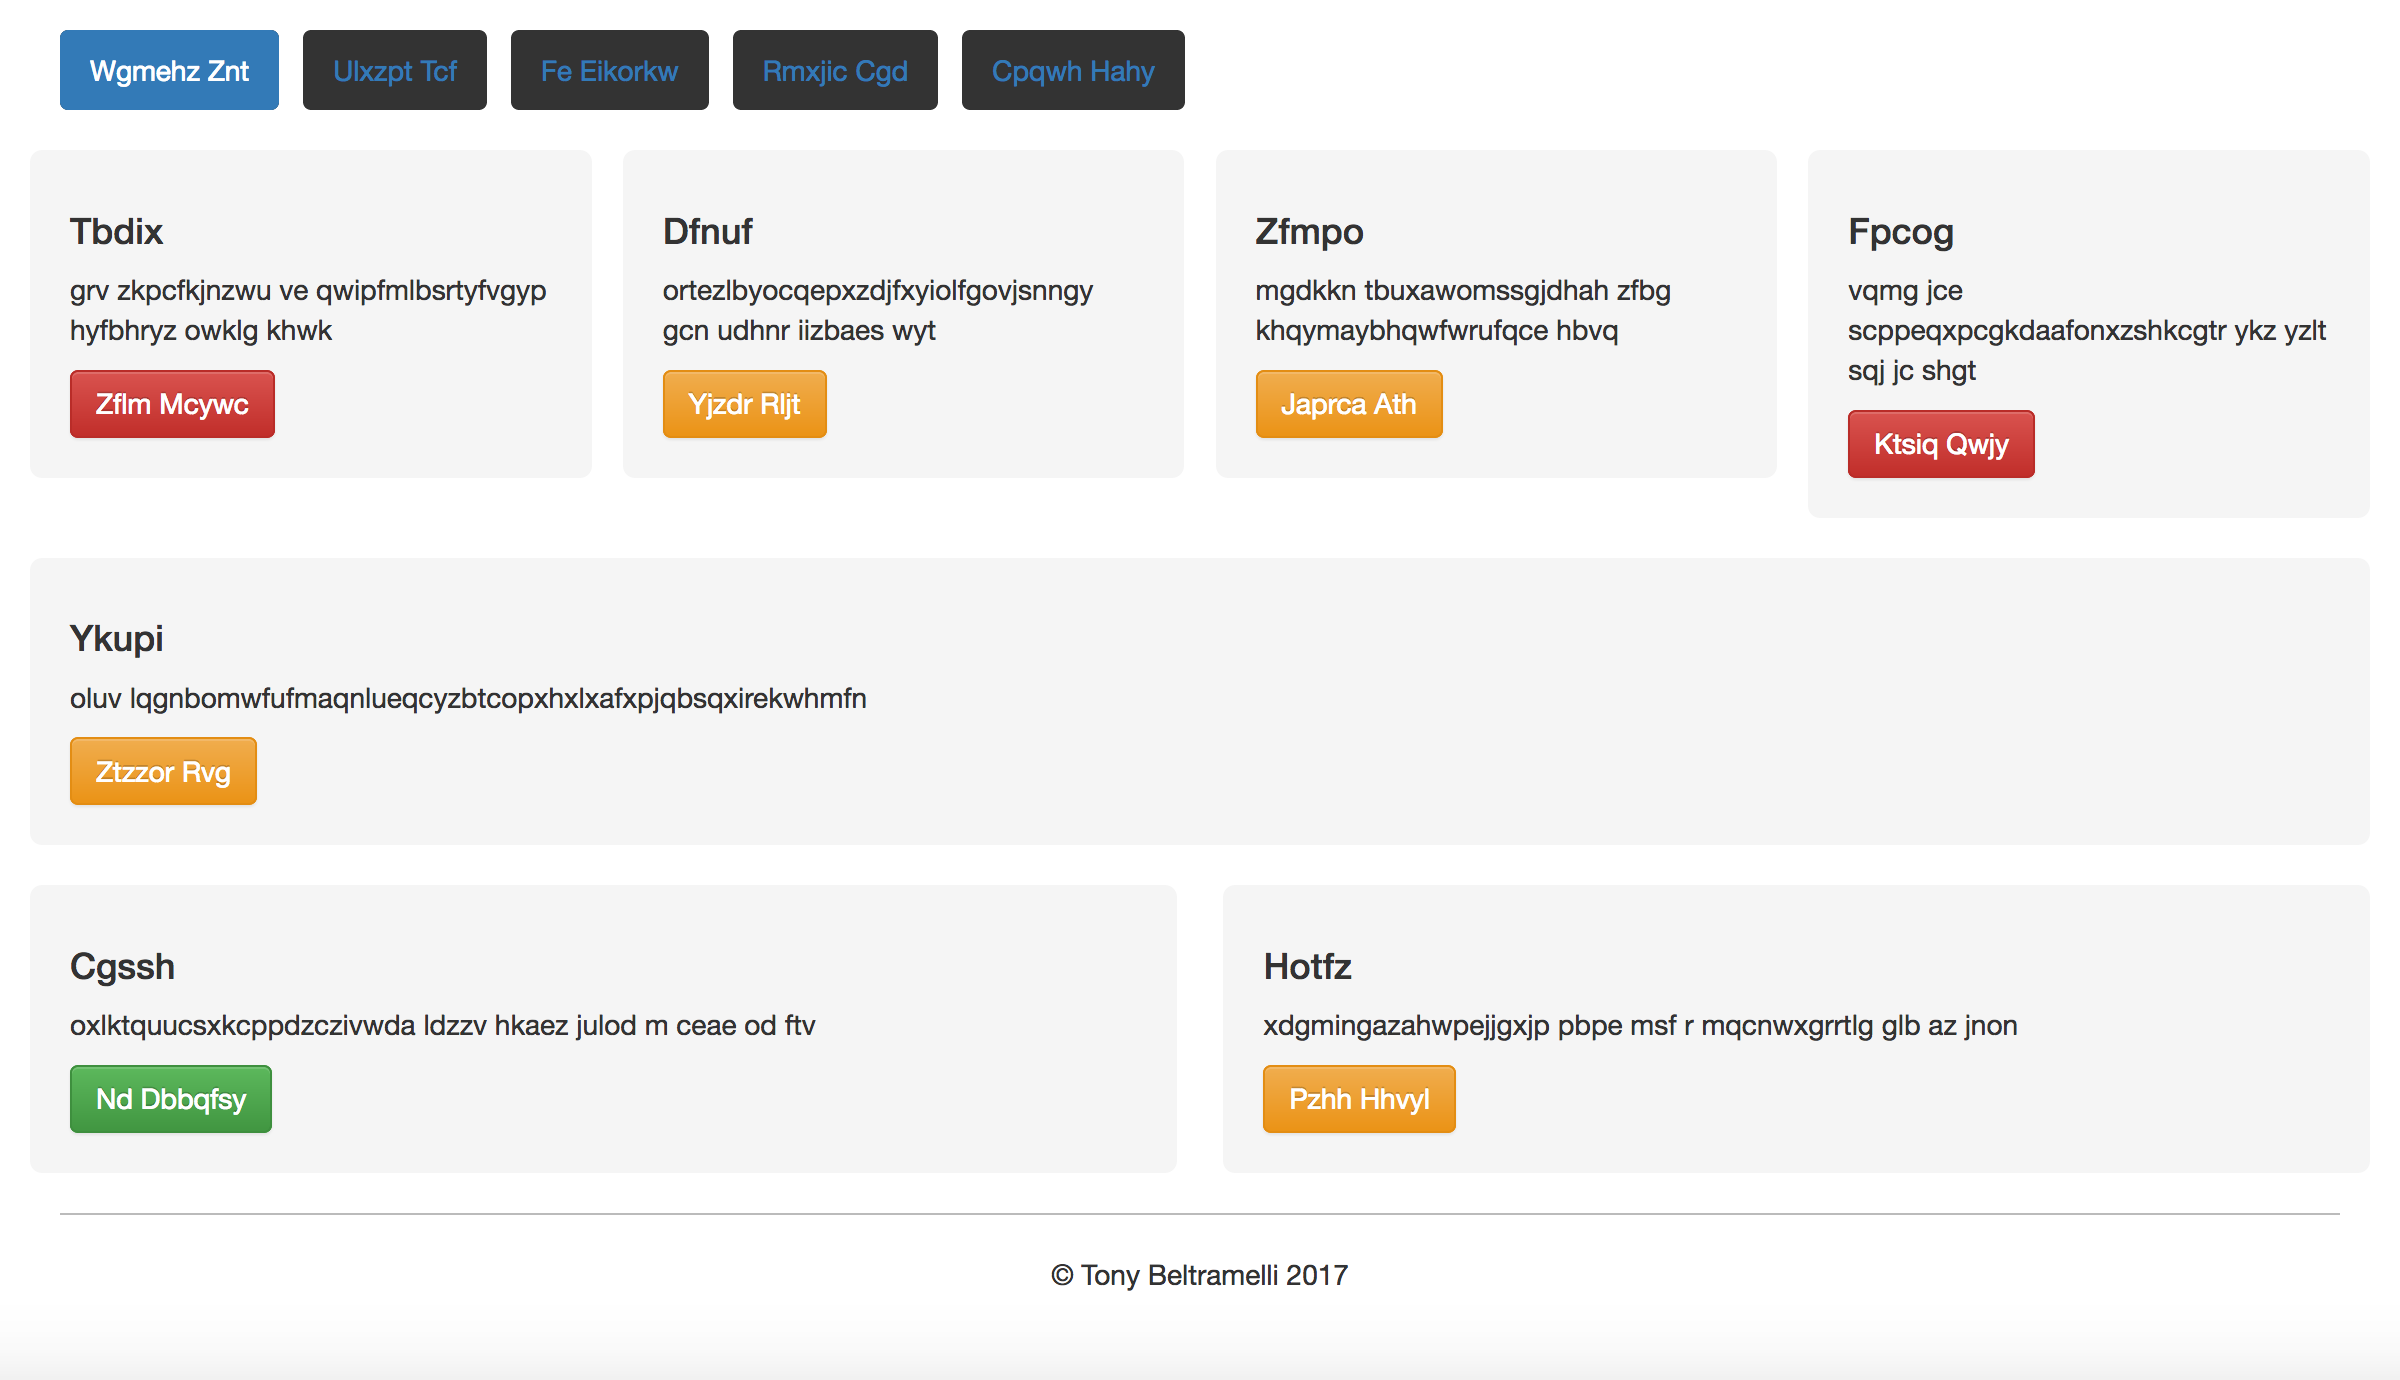 Wgmehz Znt
Ulxzpt Tcf
Fe Eikorkw
Rmxjic Cgd
Cpqwh Hahy
Tbdix
grv zkpcfkjnzwu ve qwipfmlbsrtyfvgyp
hyfbhryz owklg khwk
Zflm Mcywc
Dfnuf
ortezlbyocqepxzdjfxyiolfgovjsnngy
gcn udhnr iizbaes wyt
Yjzdr Rljt
Zfmpo
mgdkkn tbuxawomssgjdhah zfbg
khqymaybhqwfwrufqce hbvq
Japrca Ath
Fpcog
vqmg jce
scppeqxpcgkdaafonxzshkcgtr ykz yzlt
sqj jc shgt
Ktsiq Qwjy
Ykupi
oluv lqgnbomwfufmaqnlueqcyzbtcopxhxlxafxpjqbsqxirekwhmfn
Ztzzor Rvg
Cgssh
oxlktquucsxkcppdzczivwda ldzzv hkaez julod m ceae od ftv
Nd Dbbqfsy
Hotfz
xdgmingazahwpejjgxjp pbpe msf r mqcnwxgrrtlg glb az jnon
Pzhh Hhvyl
© Tony Beltramelli 2017